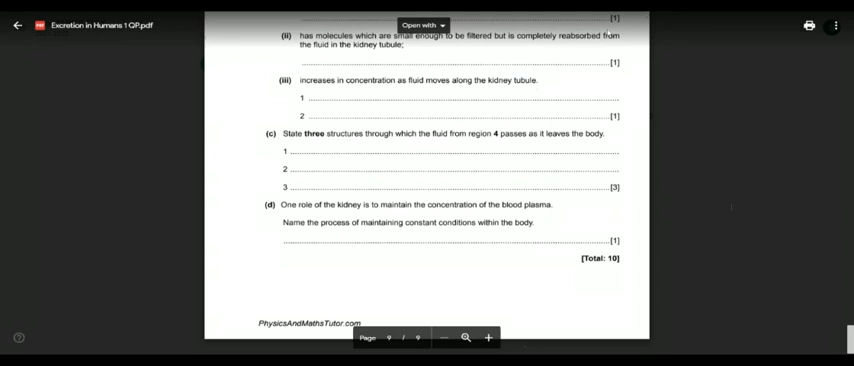 Excretion in Humans 1 QP.pdf
Open with
[1]
(ii) has molecules which are small enough to be filtered but is completely reabsorbed from
the fluid in the kidney tubule;
[1]
(iii) increases in concentration as fluid moves along the kidney tubule.
1
2 [1]
(c) State three structures through which the fluid from region 4 passes as it leaves the body.
1
2
3 [3]
(d) One role of the kidney is to maintain the concentration of the blood plasma.
Name the process of maintaining constant conditions within the body.
[1]
[Total: 10]
PhysicsAndMathsTutor.com
Page 9 / 9